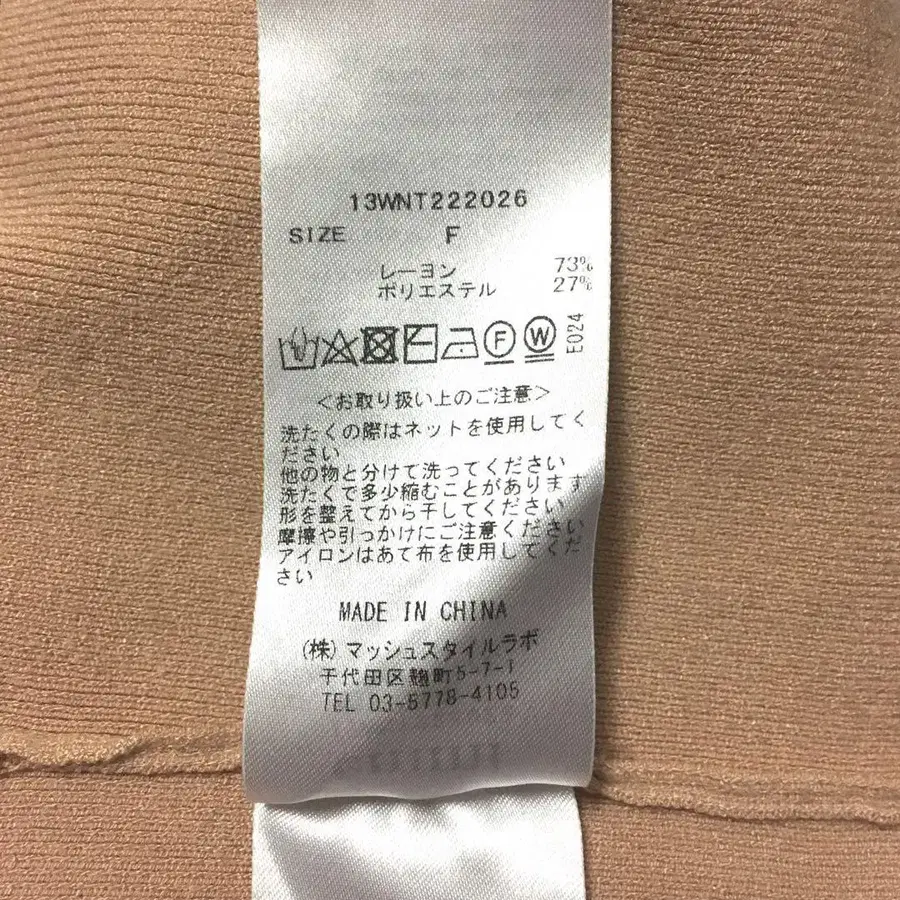 13WNT222026
SIZE F
レーヨン 73%
ポリエステル 27%
F W E024
<お取り扱い上のご注意>
洗たくの際はネットを使用してく
ださい
他の物と分けて洗ってください
洗たくで多少縮むことがあります
形を整えてから干してください
摩擦や引っかけにご注意ください
アイロンはあて布を使用してくだ
さい
MADE IN CHINA
(株)マッシュスタイルラボ
千代田区麹町5-7-1
TEL 03-5778-4105